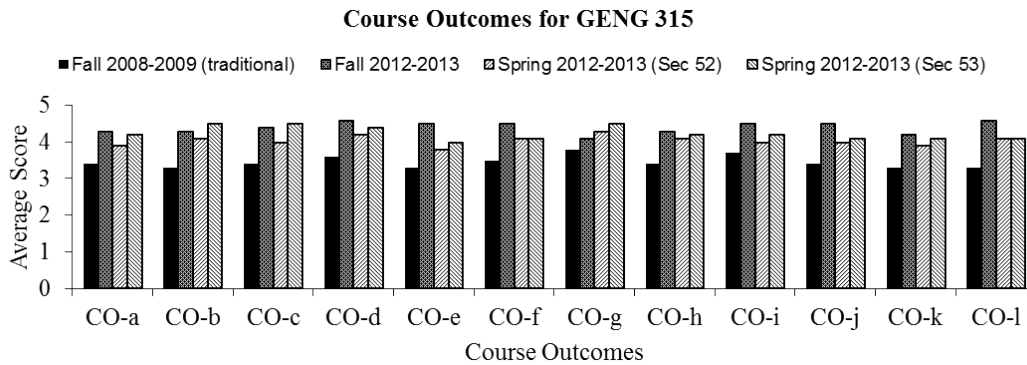 Course Outcomes for GENG 315
Fall 2008-2009 (traditional) Fall 2012-2013 Spring 2012-2013 (Sec 52) Spring 2012-2013 (Sec 53)
Average Score
5
4
3
2
1
0
CO-a CO-b CO-c CO-d CO-e CO-f CO-g CO-h CO-i CO-j CO-k CO-l
Course Outcomes